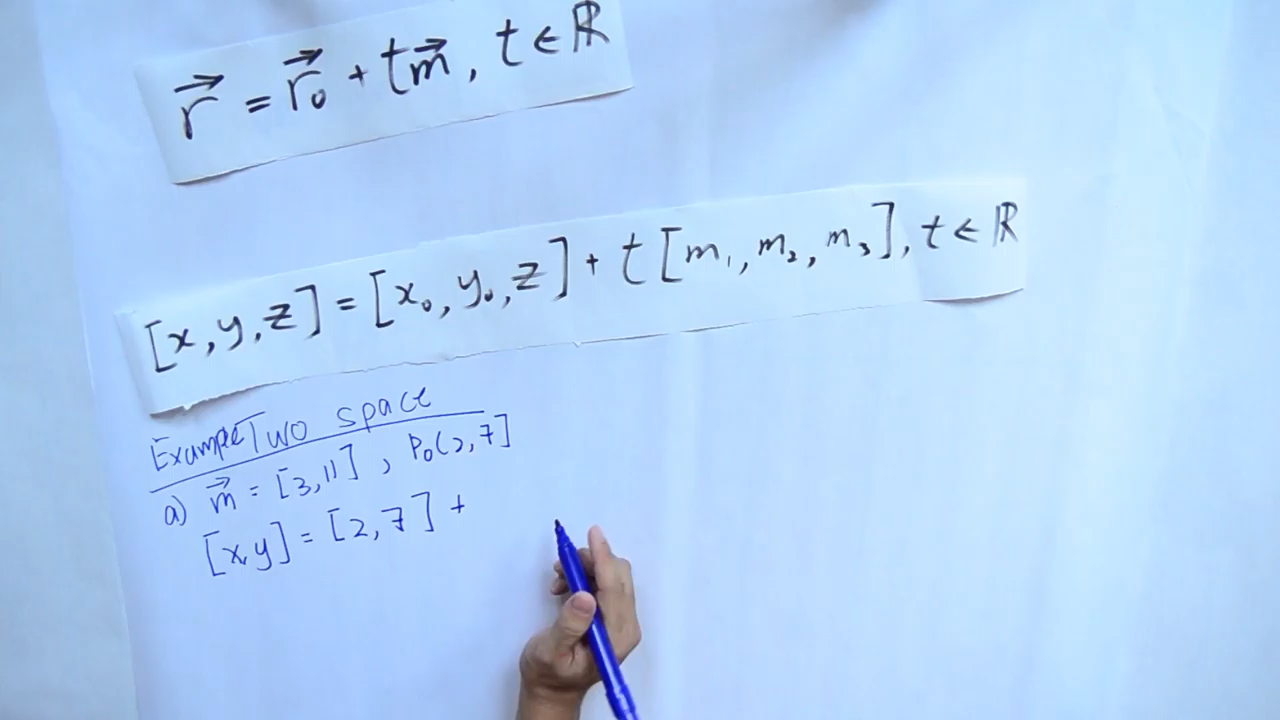 r⃗ = r⃗₀ + tm⃗, t ∈ ℝ
[x, y, z] = [x₀, y₀, z] + t [m₁, m₂, m₃], t ∈ ℝ
Example Two space
a) m⃗ = [3, 11] , P₀(2, 7]
[x, y] = [2, 7] +